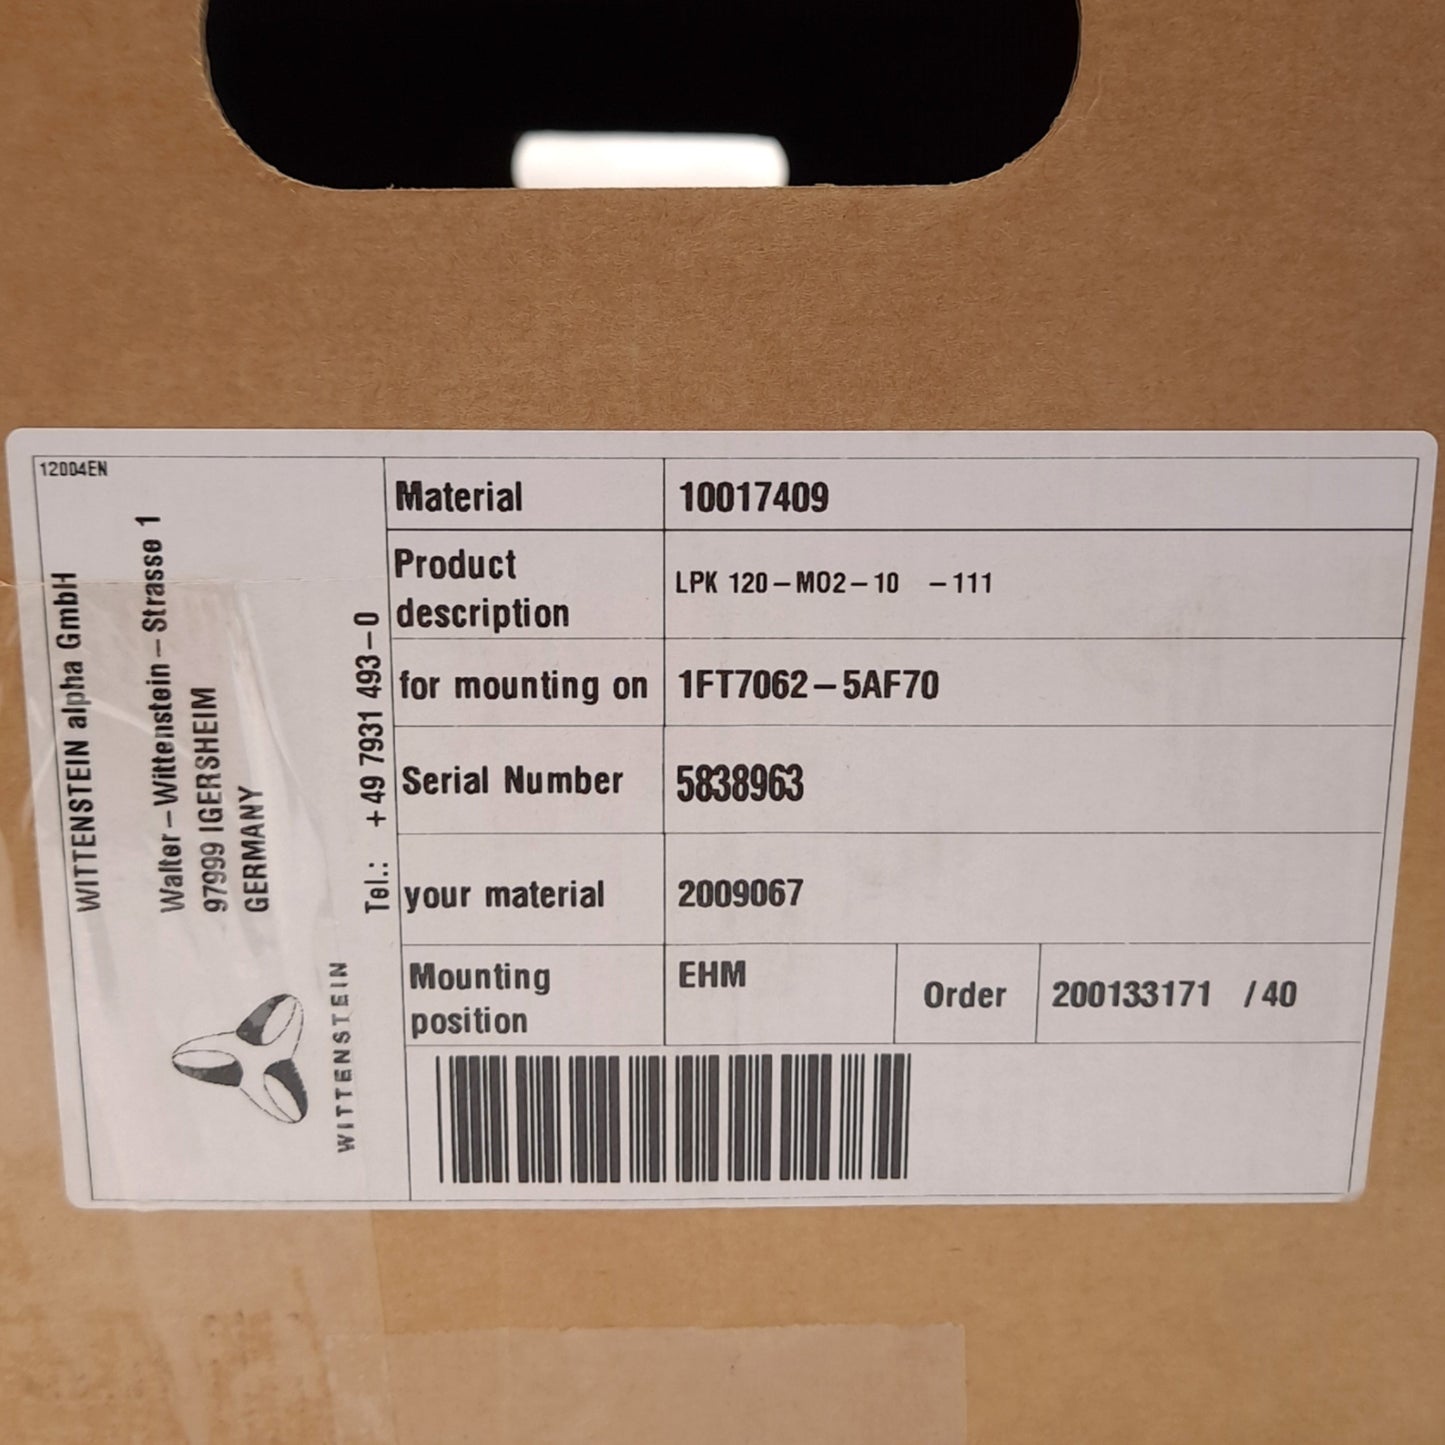 12004EN
WITTENSTEIN alpha GmbH
Walter-Wittenstein-Strasse 1
97999 IGERSHEIM
GERMANY
Tel.: +49 7931 493-0
WITTENSTEIN
Material 10017409
Product description LPK 120-MO2-10 -111
for mounting on 1FT7062-5AF70
Serial Number 5838963
your material 2009067
Mounting position EHM Order 200133171 /40